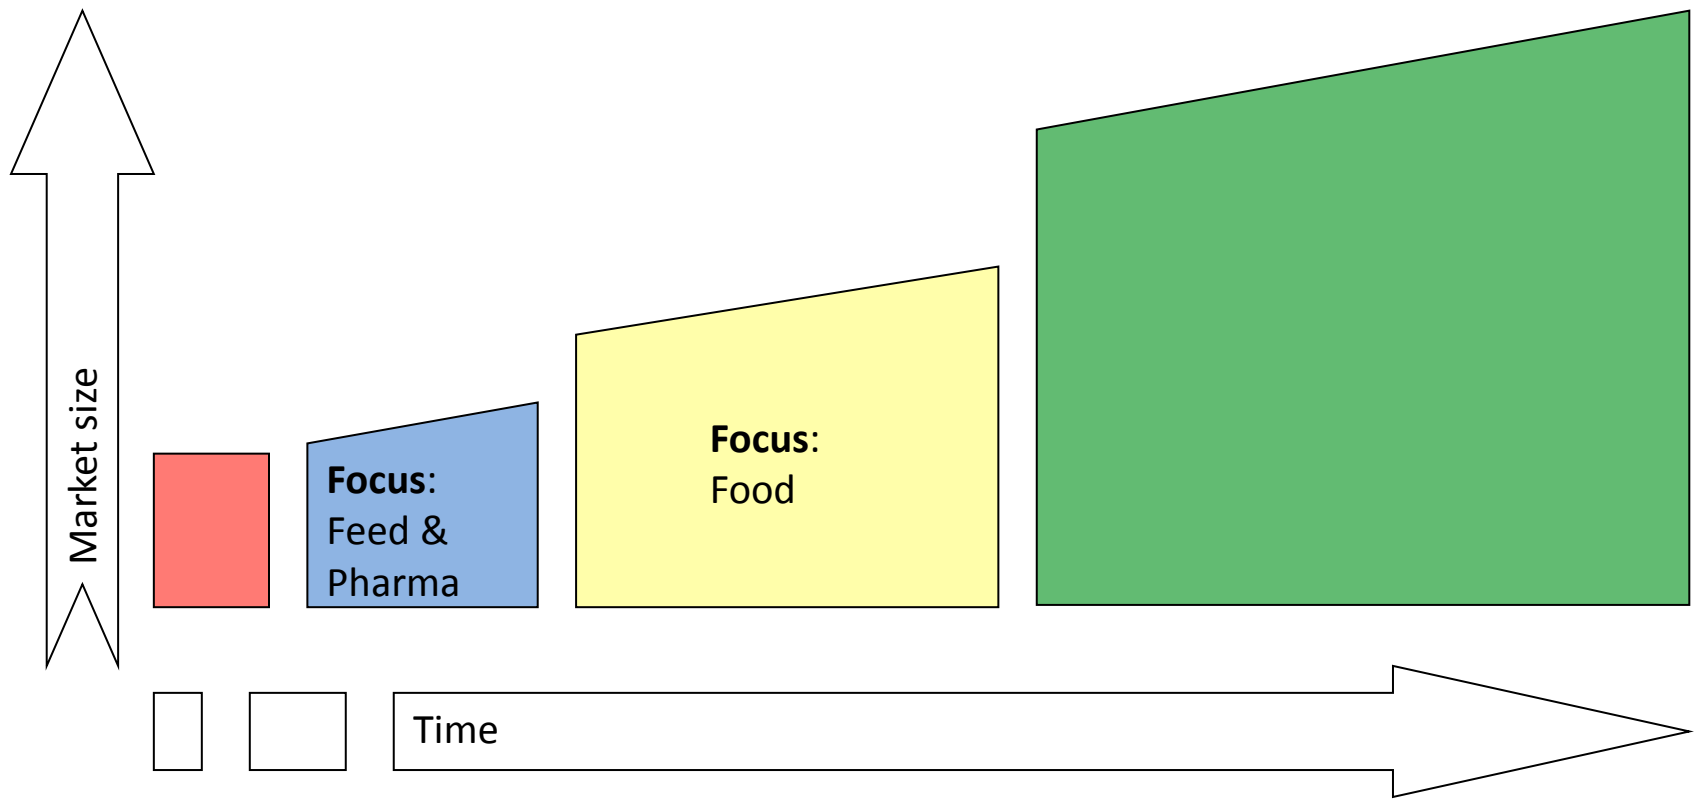 Market size
Focus:
Feed &
Pharma
Focus:
Food
Time